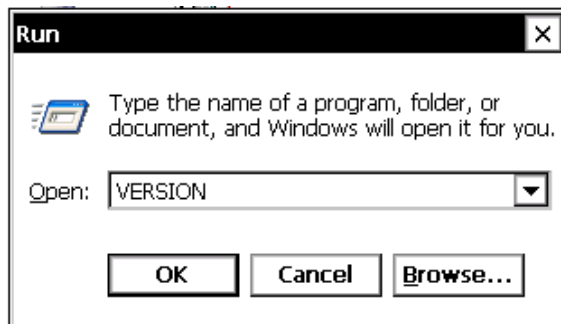 Run
Type the name of a program, folder, or
document, and Windows will open it for you.
Open: VERSION
OK Cancel Browse...